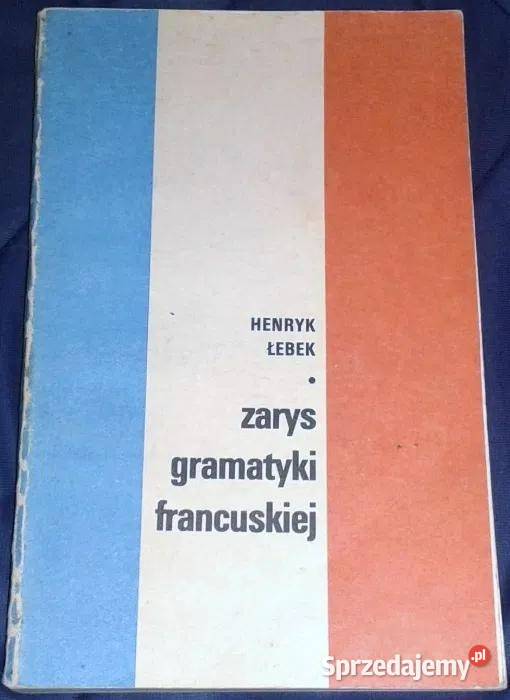 HENRYK
ŁEBEK
•
zarys
gramatyki
francuskiej
Sprzedajemy.pl